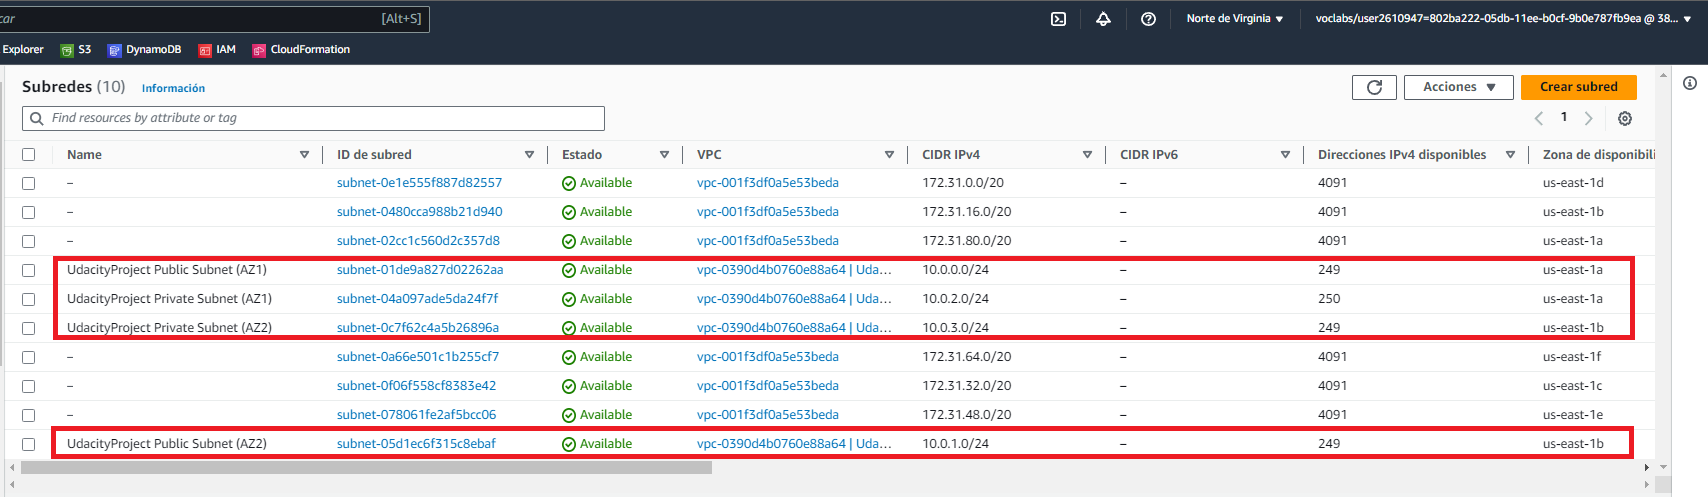 car [Alt+S] Norte de Virginia voclabs/user2610947=802ba222-05db-11ee-b0cf-9b0e787fb9ea @ 38...
Explorer S3 DynamoDB IAM CloudFormation
Subredes (10) Información Acciones Crear subred
Find resources by attribute or tag 1
Name ID de subred Estado VPC CIDR IPv4 CIDR IPv6 Direcciones IPv4 disponibles Zona de disponibili
– subnet-0e1e555f887d82557 Available vpc-001f3df0a5e53beda 172.31.0.0/20 – 4091 us-east-1d
– subnet-0480cca988b21d940 Available vpc-001f3df0a5e53beda 172.31.16.0/20 – 4091 us-east-1b
– subnet-02cc1c560d2c357d8 Available vpc-001f3df0a5e53beda 172.31.80.0/20 – 4091 us-east-1a
UdacityProject Public Subnet (AZ1) subnet-01de9a827d02262aa Available vpc-0390d4b0760e88a64 | Uda... 10.0.0.0/24 – 249 us-east-1a
UdacityProject Private Subnet (AZ1) subnet-04a097ade5da24f7f Available vpc-0390d4b0760e88a64 | Uda... 10.0.2.0/24 – 250 us-east-1a
UdacityProject Private Subnet (AZ2) subnet-0c7f62c4a5b26896a Available vpc-0390d4b0760e88a64 | Uda... 10.0.3.0/24 – 249 us-east-1b
– subnet-0a66e501c1b255cf7 Available vpc-001f3df0a5e53beda 172.31.64.0/20 – 4091 us-east-1f
– subnet-0f06f558cf8383e42 Available vpc-001f3df0a5e53beda 172.31.32.0/20 – 4091 us-east-1c
– subnet-078061fe2af5bcc06 Available vpc-001f3df0a5e53beda 172.31.48.0/20 – 4091 us-east-1e
UdacityProject Public Subnet (AZ2) subnet-05d1ec6f315c8ebaf Available vpc-0390d4b0760e88a64 | Uda... 10.0.1.0/24 – 249 us-east-1b